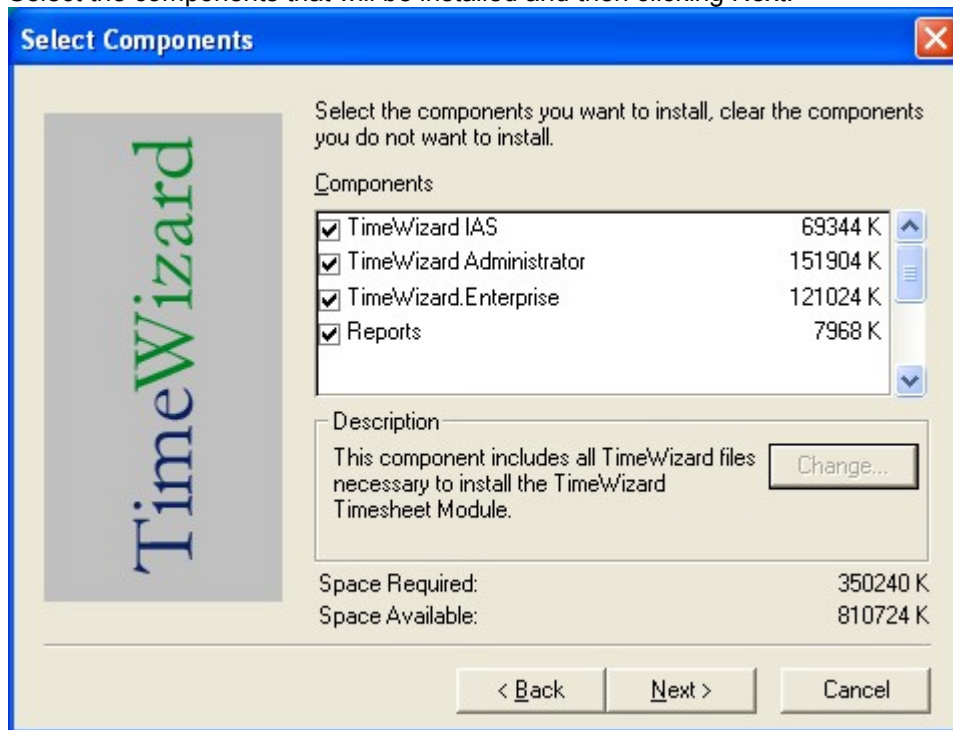 Select the components that will be installed and then clicking Next.
Select Components
TimeWizard
Select the components you want to install, clear the components
you do not want to install.
Components
TimeWizard IAS 69344 K
TimeWizard Administrator 151904 K
TimeWizard.Enterprise 121024 K
Reports 7968 K
Description
This component includes all TimeWizard files
necessary to install the TimeWizard
Timesheet Module.
Change...
Space Required: 350240 K
Space Available: 810724 K
< Back
Next >
Cancel